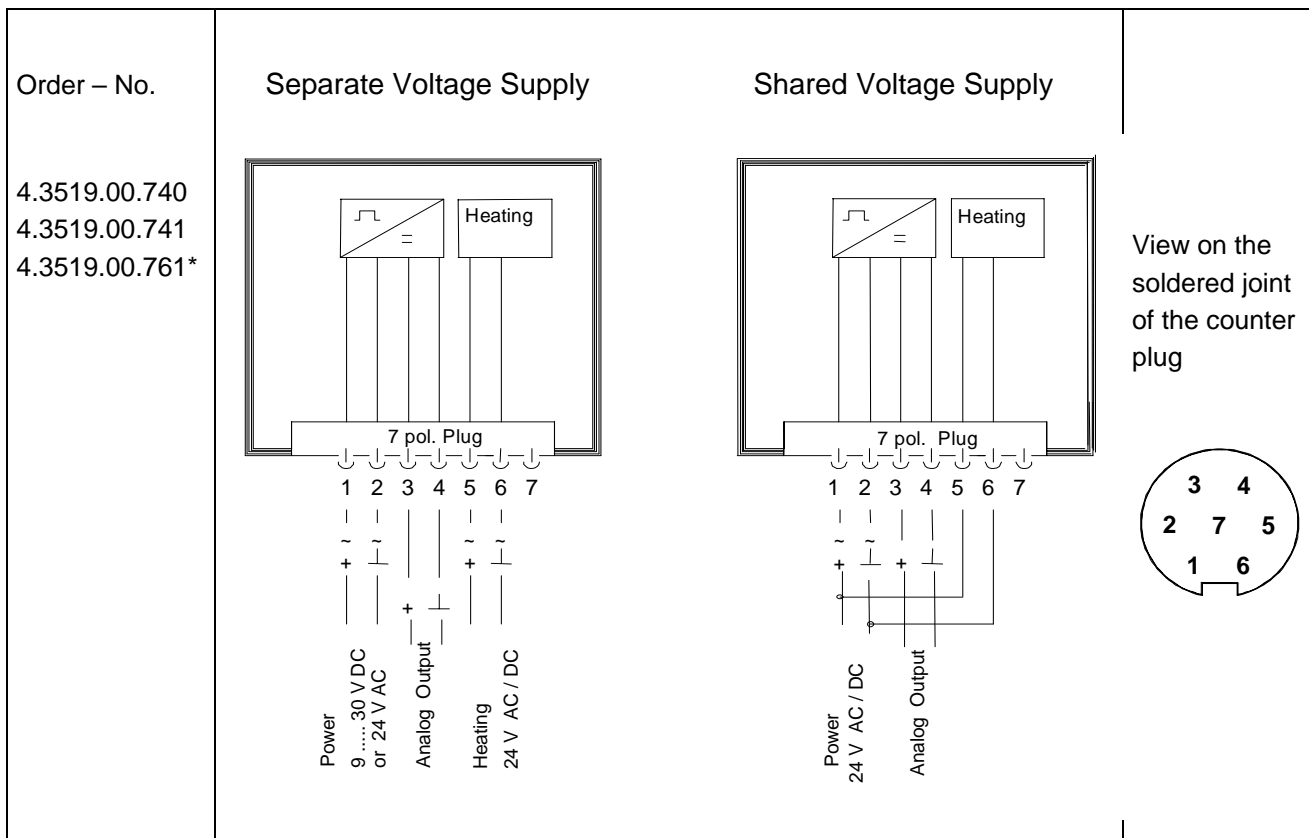 Order – No.
Separate Voltage Supply
Shared Voltage Supply
4.3519.00.740
4.3519.00.741
4.3519.00.761*
Heating
=
7 pol. Plug
1 2 3 4 5 6 7
~ ~ ~ ~
+ ⊥ + ⊥
+ ⊥
Power
9 ..... 30 V DC
or 24 V AC
Analog Output
Heating
24 V AC / DC
Heating
=
7 pol. Plug
1 2 3 4 5 6 7
~ ~
+ ⊥ + ⊥
Power
24 V AC / DC
Analog Output
View on the
soldered joint
of the counter
plug
3 4
2 7 5
1 6